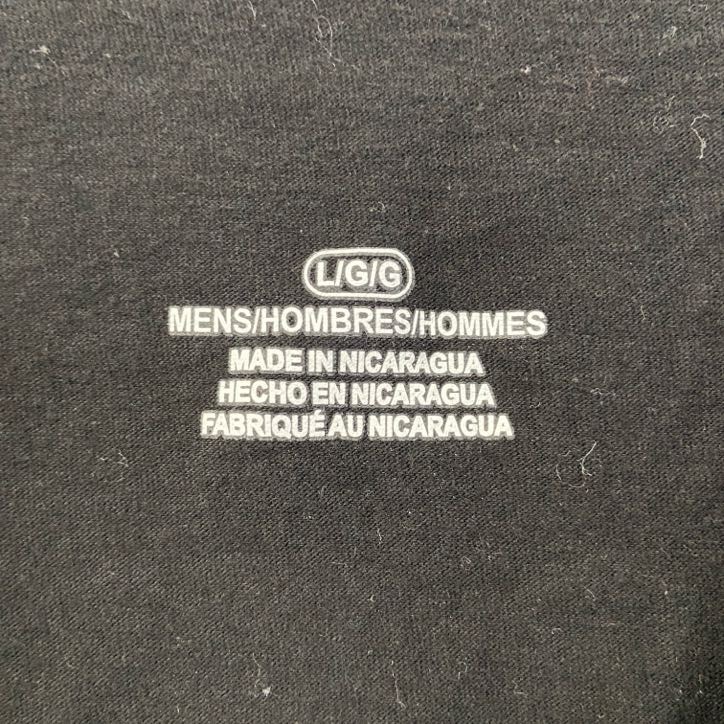 L/G/G
MENS/HOMBRES/HOMMES
MADE IN NICARAGUA
HECHO EN NICARAGUA
FABRIQUÉ AU NICARAGUA